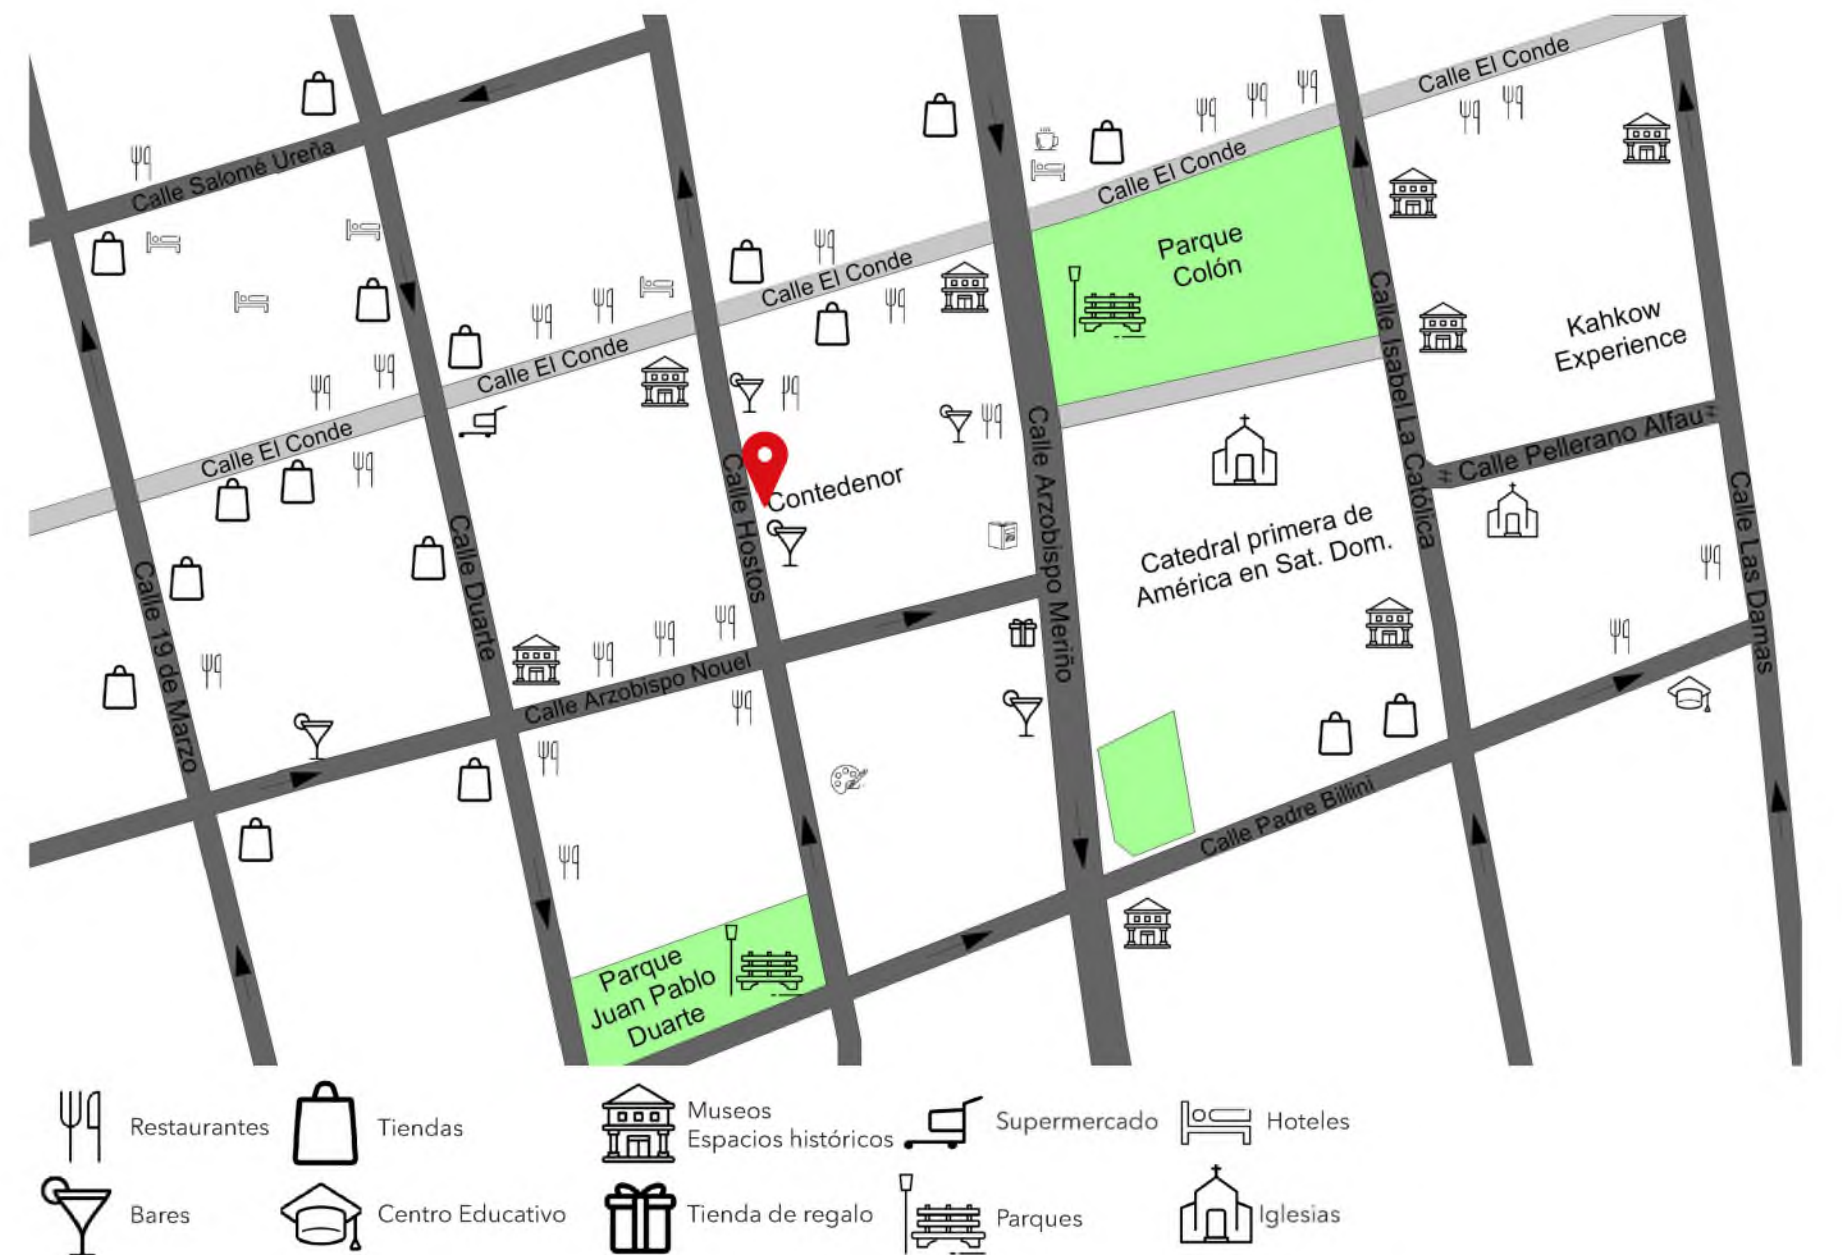 Calle El Conde
Calle Salomé Ureña
Calle El Conde
Parque
Colón
Calle El Conde
Calle El Conde
Calle El Conde
Kahkow
Experience
Calle Isabel La Católica
Calle Pellerano Alfau
Contedenor
Calle Hostos
Calle Arzobispo Meriño
Catedral primera de
América en Sat. Dom.
Calle Las Damas
Calle Duarte
Calle 19 de Marzo
Calle Arzobispo Nouel
Calle Padre Billini
Parque
Juan Pablo
Duarte
Restaurantes
Tiendas
Museos
Espacios históricos
Supermercado
Hoteles
Bares
Centro Educativo
Tienda de regalo
Parques
Iglesias